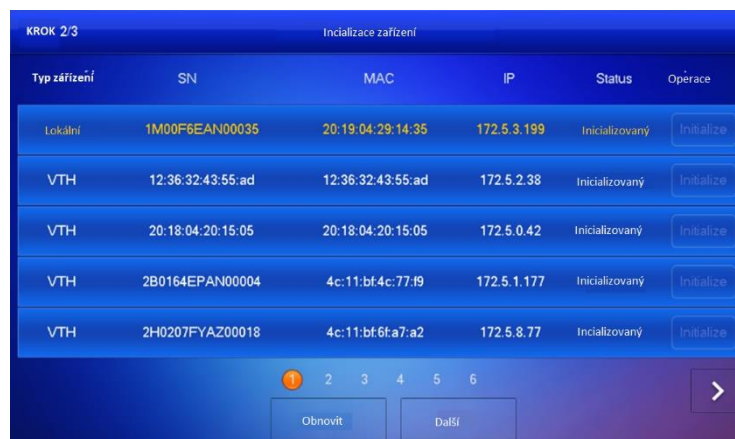 KROK 2/3 Incializace zařízení
Typ zářízení SN MAC IP Status Operace
Lokální 1M00F6EAN00035 20:19:04:29:14:35 172.5.3.199 Inicializovaný Initialize
VTH 12:36:32:43:55:ad 12:36:32:43:55:ad 172.5.2.38 Inicializovaný Initialize
VTH 20:18:04:20:15:05 20:18:04:20:15:05 172.5.0.42 Inicializovaný Initialize
VTH 2B0164EPAN00004 4c:11:bf:4c:77:f9 172.5.1.177 Inicializovaný Initialize
VTH 2H0207FYAZ00018 4c:11:bf:6f:a7:a2 172.5.8.77 Inicializovaný Initialize
1 2 3 4 5 6
Obnovit Další